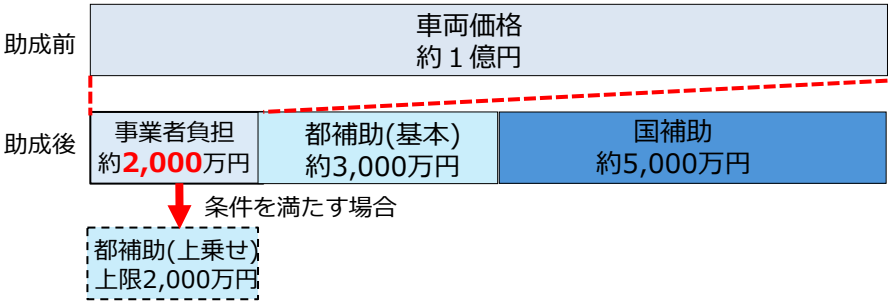 助成前
車両価格
約１億円
助成後
事業者負担
約2,000万円
都補助(基本)
約3,000万円
国補助
約5,000万円
条件を満たす場合
都補助(上乗せ)
上限2,000万円